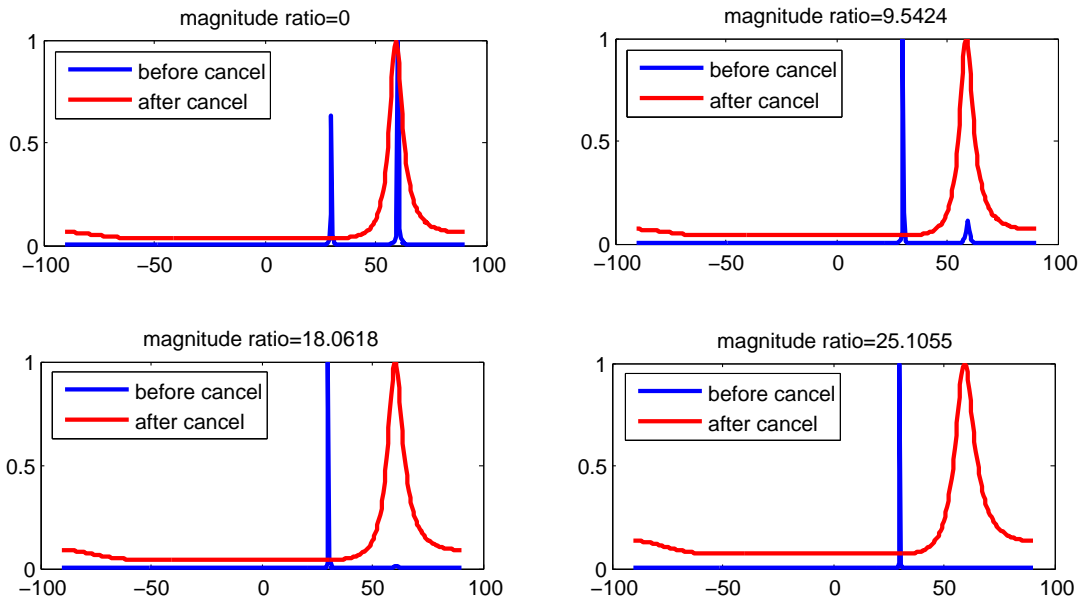 magnitude ratio=0
1
0.5
0
−100
−50
0
50
100
before cancel
after cancel
magnitude ratio=9.5424
1
0.5
0
−100
−50
0
50
100
before cancel
after cancel
magnitude ratio=18.0618
1
0.5
0
−100
−50
0
50
100
before cancel
after cancel
magnitude ratio=25.1055
1
0.5
0
−100
−50
0
50
100
before cancel
after cancel